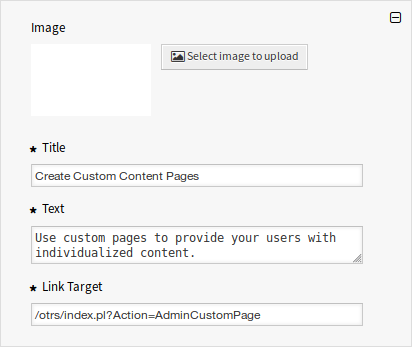 Image
Select image to upload
★ Title
Create Custom Content Pages
★ Text
Use custom pages to provide your users with
individualized content.
★ Link Target
/otrs/index.pl?Action=AdminCustomPage